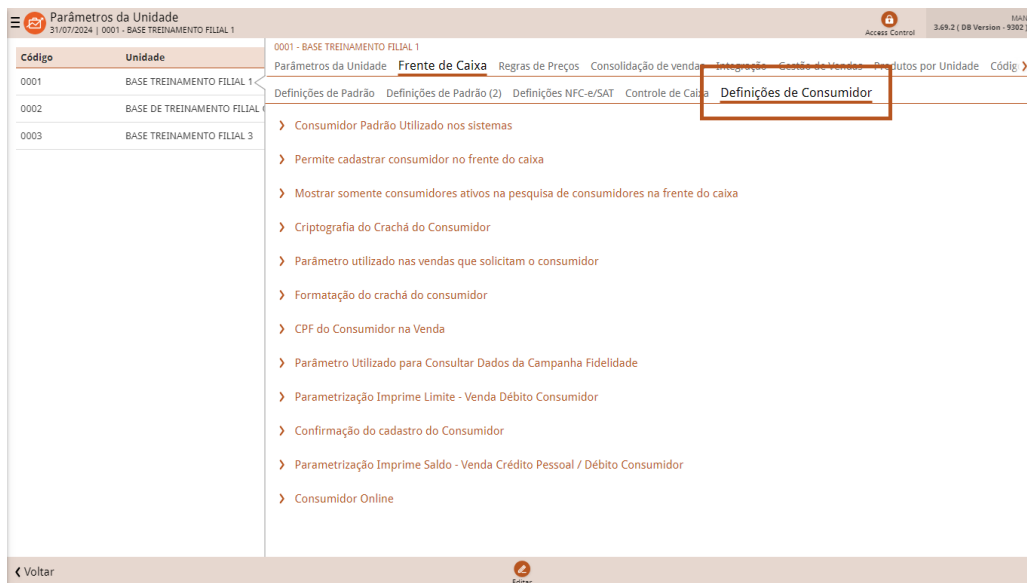 Parâmetros da Unidade
31/07/2024 | 0001 - BASE TREINAMENTO FILIAL 1
Access Control
MAN
3.69.2 ( DB Version - 9302 )
Código Unidade
0001 BASE TREINAMENTO FILIAL 1
0002 BASE DE TREINAMENTO FILIAL
0003 BASE TREINAMENTO FILIAL 3
0001 - BASE TREINAMENTO FILIAL 1
Parâmetros da Unidade Frente de Caixa Regras de Preços Consolidação de vendas Integração Gestão de Vendas Produtos por Unidade Códig
Definições de Padrão Definições de Padrão (2) Definições NFC-e/SAT Controle de Caixa Definições de Consumidor
Consumidor Padrão Utilizado nos sistemas
Permite cadastrar consumidor no frente do caixa
Mostrar somente consumidores ativos na pesquisa de consumidores na frente do caixa
Criptografia do Crachá do Consumidor
Parâmetro utilizado nas vendas que solicitam o consumidor
Formatação do crachá do consumidor
CPF do Consumidor na Venda
Parâmetro Utilizado para Consultar Dados da Campanha Fidelidade
Parametrização Imprime Limite - Venda Débito Consumidor
Confirmação do cadastro do Consumidor
Parametrização Imprime Saldo - Venda Crédito Pessoal / Débito Consumidor
Consumidor Online
Voltar
Editar